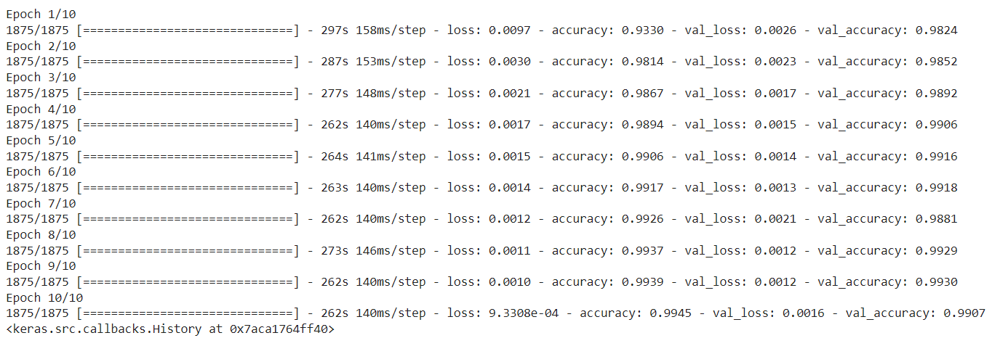 Epoch 1/10
1875/1875 [==============================] - 297s 158ms/step - loss: 0.0097 - accuracy: 0.9330 - val_loss: 0.0026 - val_accuracy: 0.9824
Epoch 2/10
1875/1875 [==============================] - 287s 153ms/step - loss: 0.0030 - accuracy: 0.9814 - val_loss: 0.0023 - val_accuracy: 0.9852
Epoch 3/10
1875/1875 [==============================] - 277s 148ms/step - loss: 0.0021 - accuracy: 0.9867 - val_loss: 0.0017 - val_accuracy: 0.9892
Epoch 4/10
1875/1875 [==============================] - 262s 140ms/step - loss: 0.0017 - accuracy: 0.9894 - val_loss: 0.0015 - val_accuracy: 0.9906
Epoch 5/10
1875/1875 [==============================] - 264s 141ms/step - loss: 0.0015 - accuracy: 0.9906 - val_loss: 0.0014 - val_accuracy: 0.9916
Epoch 6/10
1875/1875 [==============================] - 263s 140ms/step - loss: 0.0014 - accuracy: 0.9917 - val_loss: 0.0013 - val_accuracy: 0.9918
Epoch 7/10
1875/1875 [==============================] - 262s 140ms/step - loss: 0.0012 - accuracy: 0.9926 - val_loss: 0.0021 - val_accuracy: 0.9881
Epoch 8/10
1875/1875 [==============================] - 273s 146ms/step - loss: 0.0011 - accuracy: 0.9937 - val_loss: 0.0012 - val_accuracy: 0.9929
Epoch 9/10
1875/1875 [==============================] - 262s 140ms/step - loss: 0.0010 - accuracy: 0.9939 - val_loss: 0.0012 - val_accuracy: 0.9930
Epoch 10/10
1875/1875 [==============================] - 262s 140ms/step - loss: 9.3308e-04 - accuracy: 0.9945 - val_loss: 0.0016 - val_accuracy: 0.9907
<keras.src.callbacks.History at 0x7aca1764ff40>